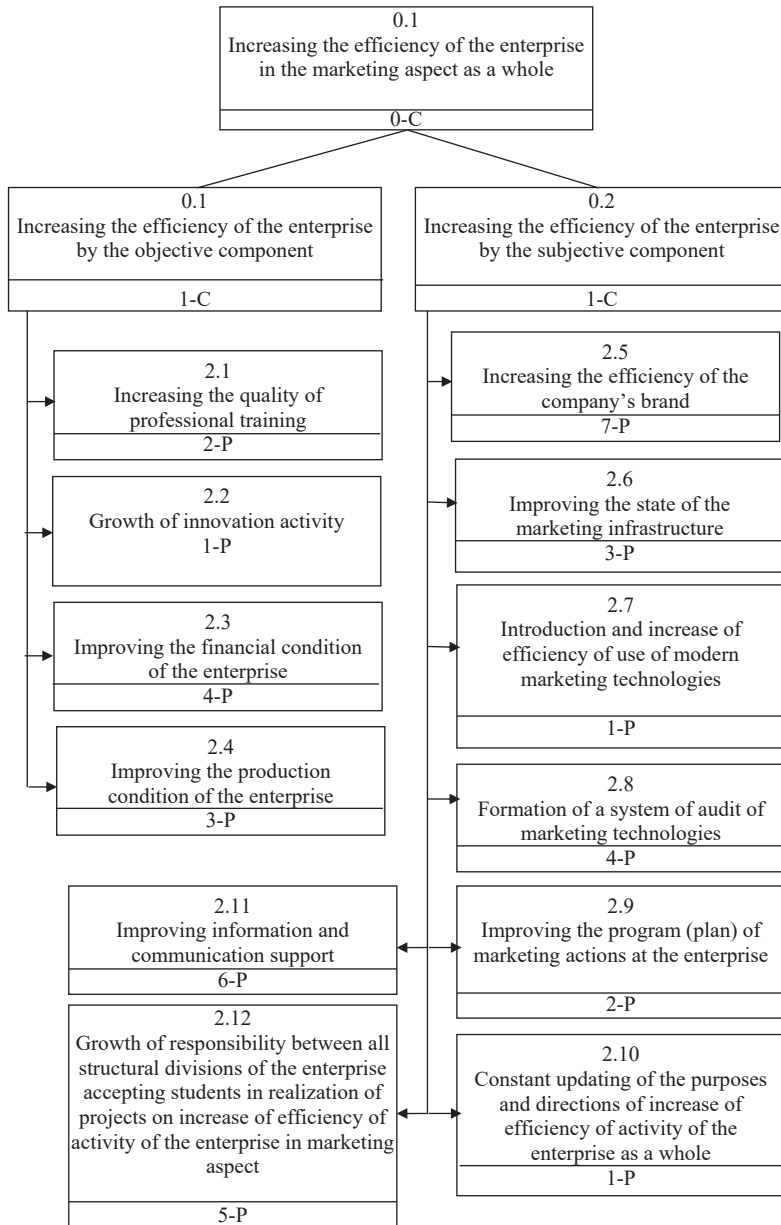 0.1
Increasing the efficiency of the enterprise
in the marketing aspect as a whole
0-C
0.1
Increasing the efficiency of the enterprise
by the objective component
1-C
0.2
Increasing the efficiency of the enterprise
by the subjective component
1-C
2.1
Increasing the quality of
professional training
2-P
2.2
Growth of innovation activity
1-P
2.3
Improving the financial condition
of the enterprise
4-P
2.4
Improving the production
condition of the enterprise
3-P
2.5
Increasing the efficiency of the
company’s brand
7-P
2.6
Improving the state of the
marketing infrastructure
3-P
2.7
Introduction and increase of
efficiency of use of modern
marketing technologies
1-P
2.8
Formation of a system of audit of
marketing technologies
4-P
2.9
Improving the program (plan) of
marketing actions at the enterprise
2-P
2.10
Constant updating of the purposes
and directions of increase of
efficiency of activity of the
enterprise as a whole
1-P
2.11
Improving information and
communication support
6-P
2.12
Growth of responsibility between all
structural divisions of the enterprise
accepting students in realization of
projects on increase of efficiency of
activity of the enterprise in marketing
aspect
5-P